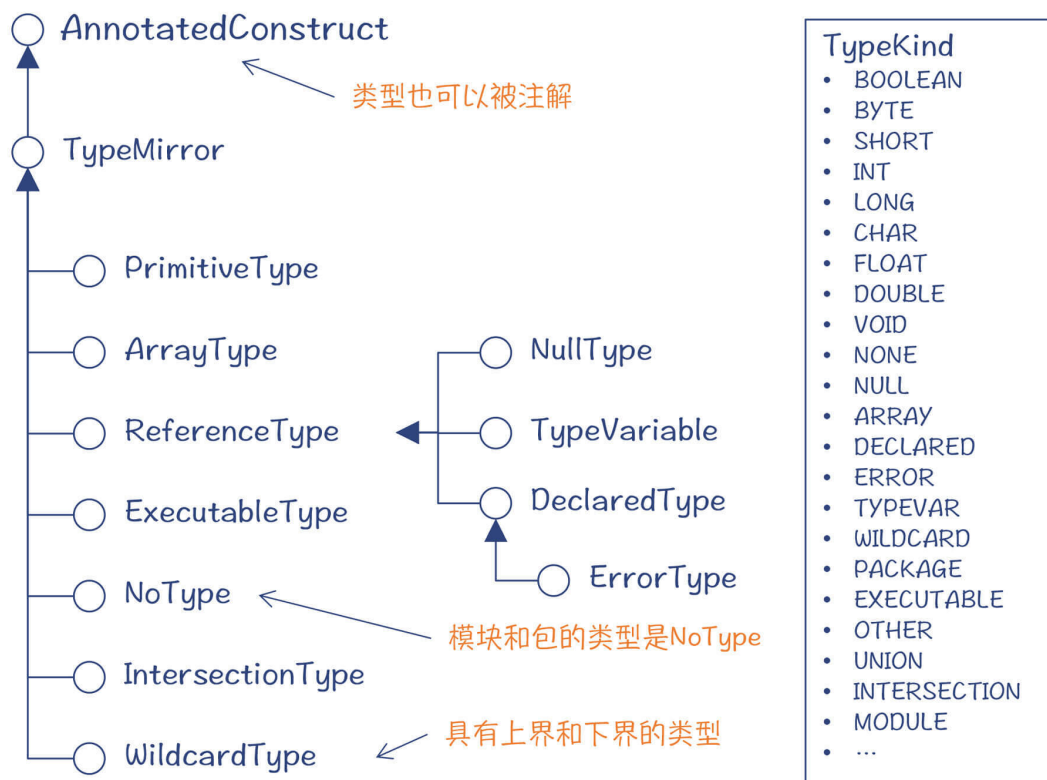 AnnotatedConstruct
类型也可以被注解
TypeMirror
PrimitiveType
ArrayType
NullType
ReferenceType
TypeVariable
ExecutableType
DeclaredType
NoType
ErrorType
模块和包的类型是NoType
IntersectionType
具有上界和下界的类型
WildcardType
TypeKind
• BOOLEAN
• BYTE
• SHORT
• INT
• LONG
• CHAR
• FLOAT
• DOUBLE
• VOID
• NONE
• NULL
• ARRAY
• DECLARED
• ERROR
• TYPEVAR
• WILDCARD
• PACKAGE
• EXECUTABLE
• OTHER
• UNION
• INTERSECTION
• MODULE
• ...